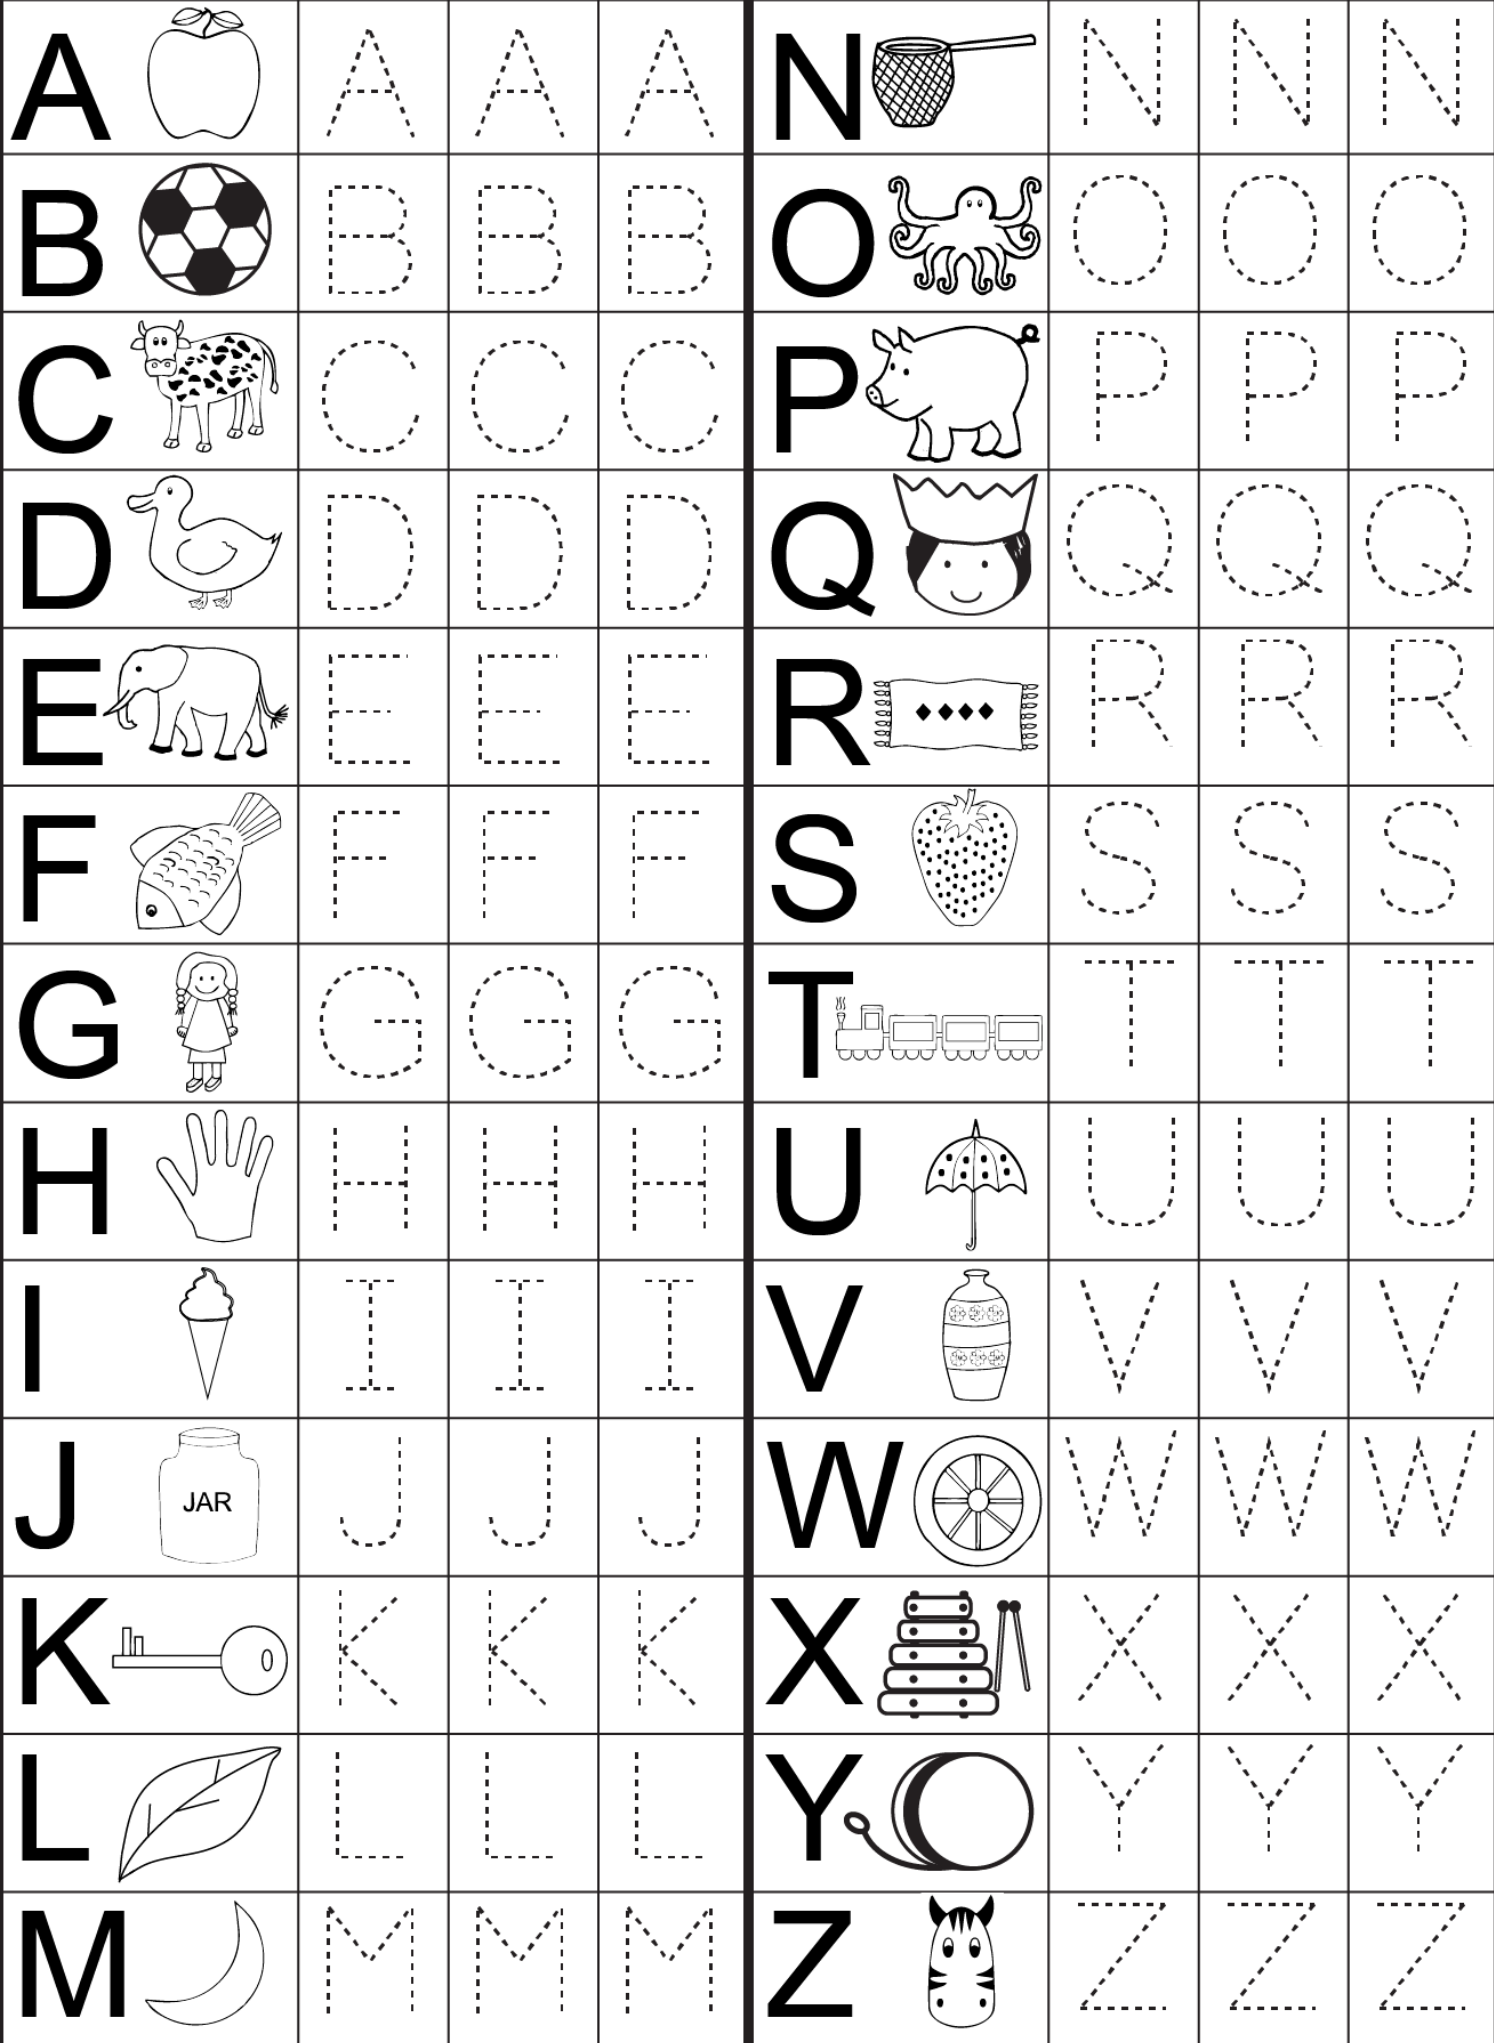 A A A A
B B B B
C C C C
D D D D
E E E E
F F F F
G G G G
H H H H
I I I I
J JAR J J J
K K K K
L L L L
M M M M
N N N N
O O O O
P P P P
Q Q Q Q
R R R R
S S S S
T T T T
U U U U
V V V V
W W W W
X X X X
Y Y Y Y
Z Z Z Z